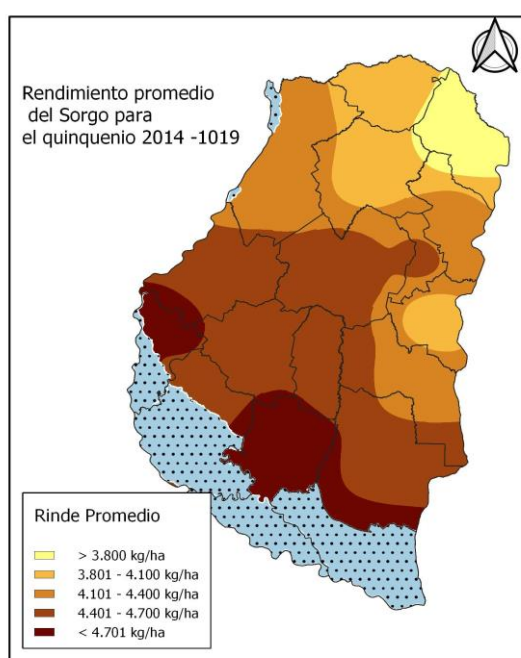 Rendimiento promedio
del Sorgo para
el quinquenio 2014 -1019
Rinde Promedio
> 3.800 kg/ha
3.801 - 4.100 kg/ha
4.101 - 4.400 kg/ha
4.401 - 4.700 kg/ha
< 4.701 kg/ha